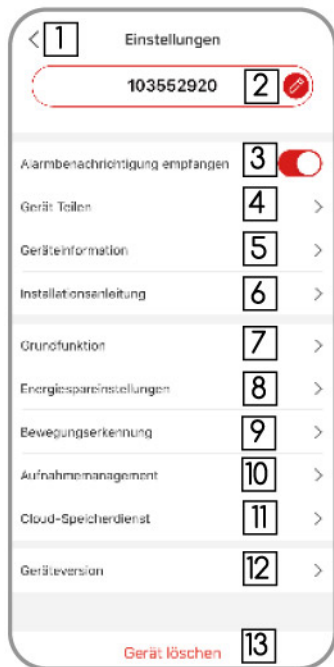 1 Einstellungen
103552920 2
Alarmbenachrichtigung empfangen 3
Gerät Teilen 4
Geräteinformation 5
Installationsanleitung 6
Grundfunktion 7
Energiespareinstellungen 8
Bewegungserkennung 9
Aufnahmemanagement 10
Cloud-Speicherdienst 11
Geräteversion 12
Gerät löschen 13